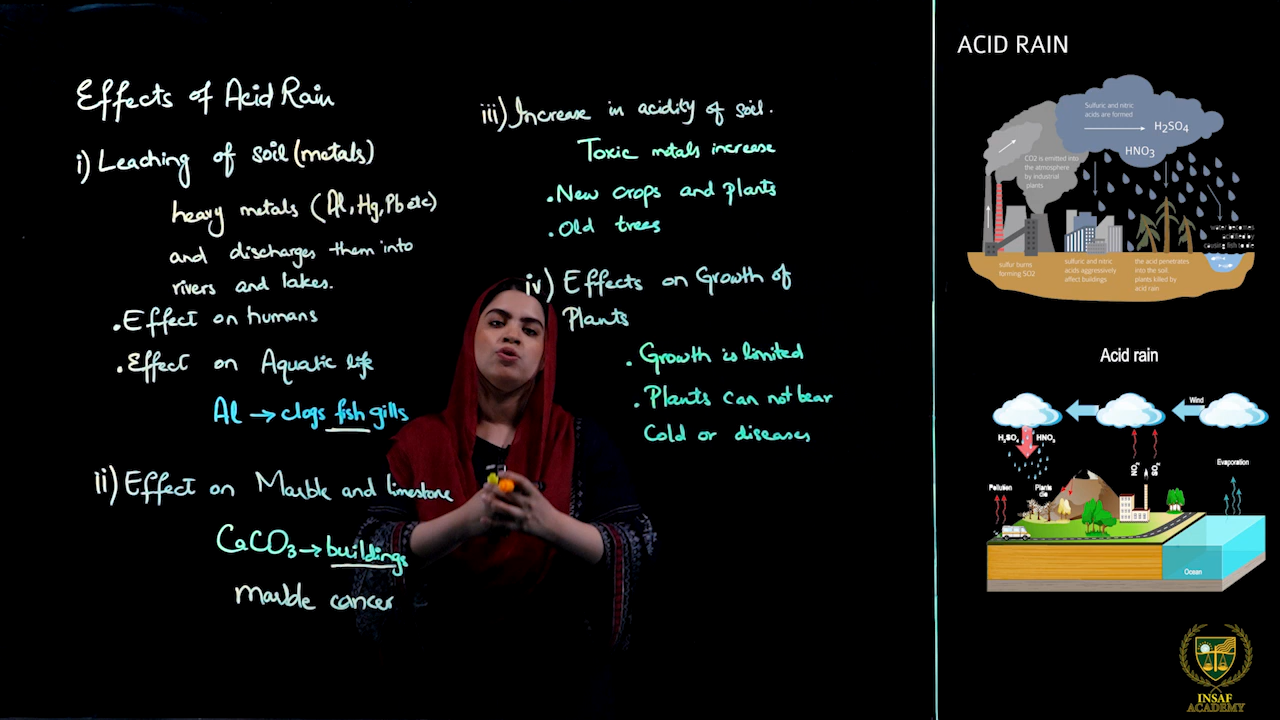 Effects of Acid Rain
i) Leaching of soil (metals)
heavy metals (Al, Hg, Pb etc)
and discharges them into
rivers and lakes.
. Effect on humans
. Effect on Aquatic life
Al → clogs fish gills
ii) Effect on Marble and limestone
CaCO3 → buildings
marble cancer
iii) Increase in acidity of soil.
Toxic metals increase
. New crops and plants
. Old trees
iv) Effects on Growth of
Plants
. Growth is limited
. Plants can not bear
Cold or diseases
ACID RAIN
Sulfuric and nitric
acids are formed
H2SO4
HNO3
CO2 is emitted into
the atmosphere
by industrial
plants
sulfur burns
forming SO2
sulfuric and nitric
acids aggressively
affect buildings
the acid penetrates
into the soil.
plants killed by
acid rain
Acid rain
Wind
H2SO4 HNO3
Evaporation
Pollution
Plants
die
Ocean
INSAF
ACADEMY